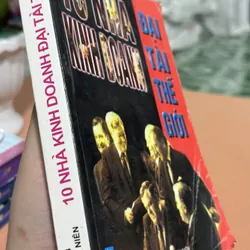 10 NHÀ
KINH DOANH
ĐẠI TÀI THẾ GIỚI
10 NHÀ KINH DOANH ĐẠI TÀI T
NIÊN